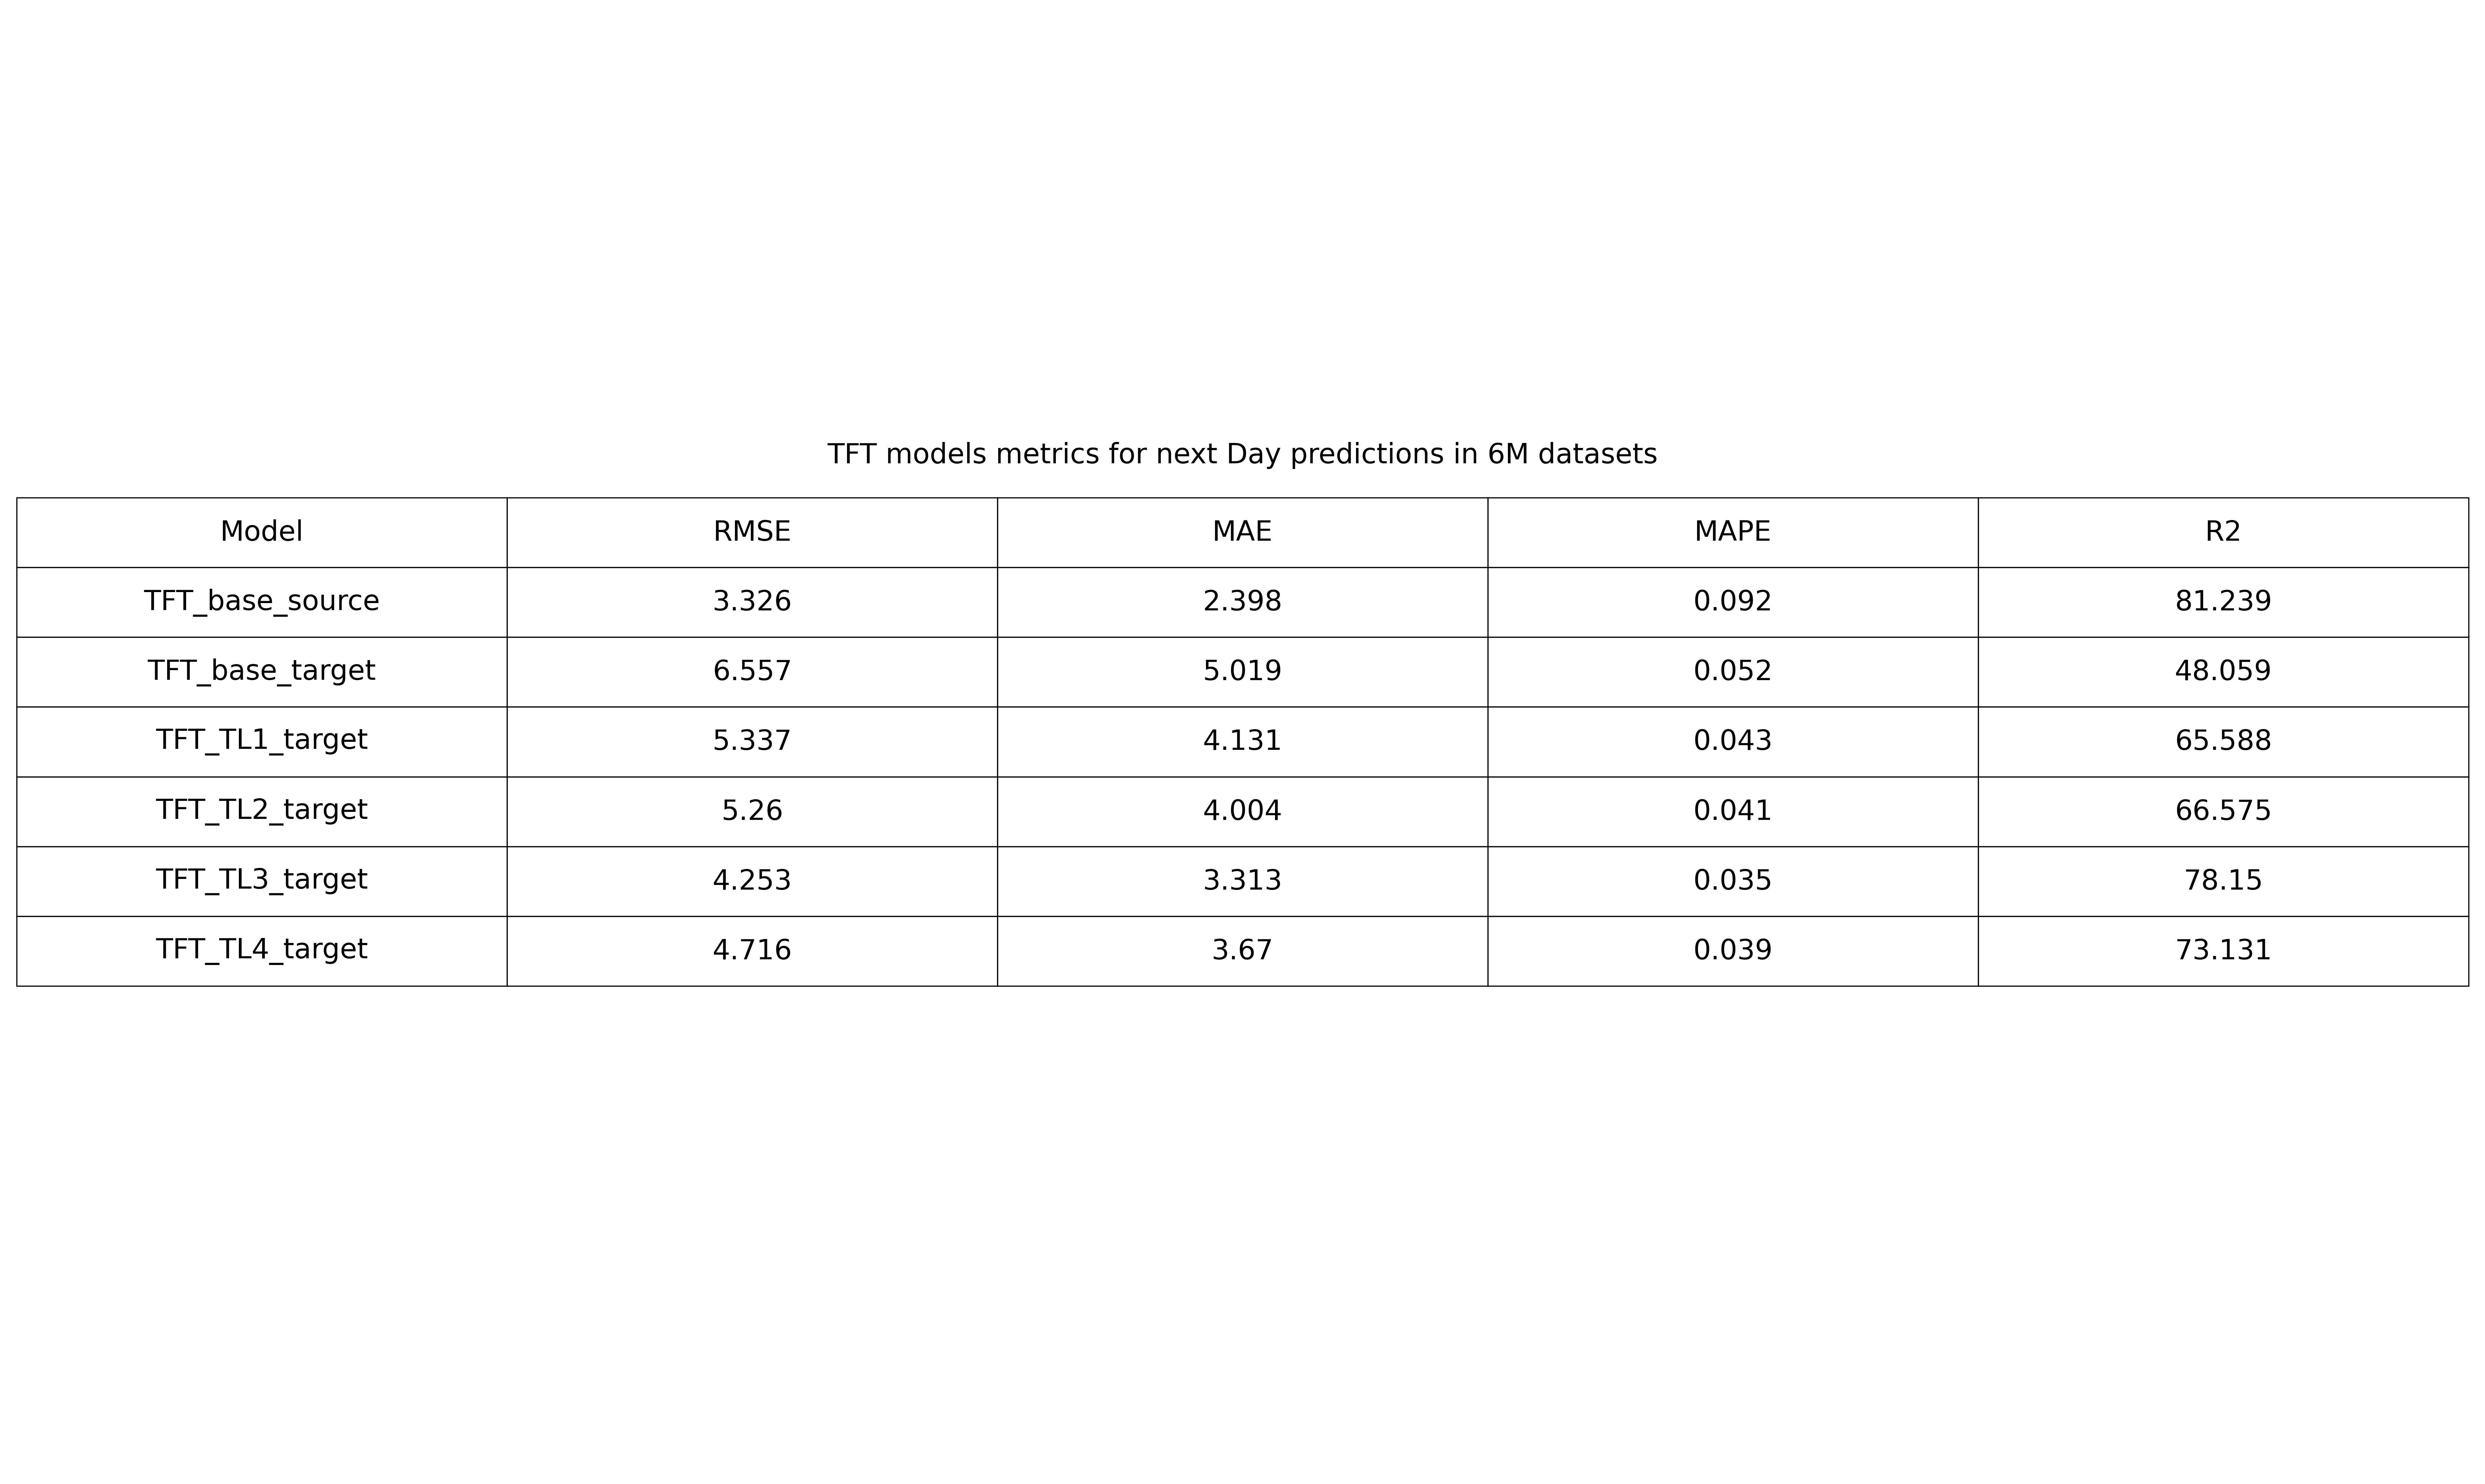 TFT models metrics for next Day predictions in 6M datasets
Model RMSE MAE MAPE R2
TFT_base_source 3.326 2.398 0.092 81.239
TFT_base_target 6.557 5.019 0.052 48.059
TFT_TL1_target 5.337 4.131 0.043 65.588
TFT_TL2_target 5.26 4.004 0.041 66.575
TFT_TL3_target 4.253 3.313 0.035 78.15
TFT_TL4_target 4.716 3.67 0.039 73.131